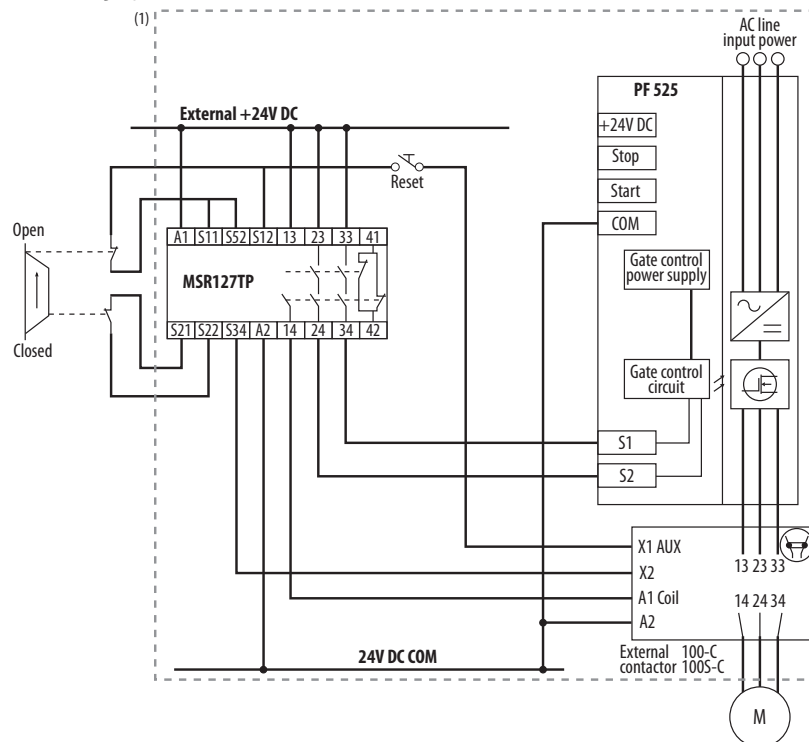 (1)
AC line
input power
PF 525
External +24V DC
+24V DC
Stop
Reset
Start
COM
Open
A1 S11 S52 S12 13 23 33 41
MSR127TP
Gate control
power supply
S21 S22 S34 A2 14 24 34 42
Closed
Gate control
circuit
S1
S2
X1 AUX
13 23 33
X2
A1 Coil
14 24 34
A2
24V DC COM
External 100-C
contactor 100S-C
M